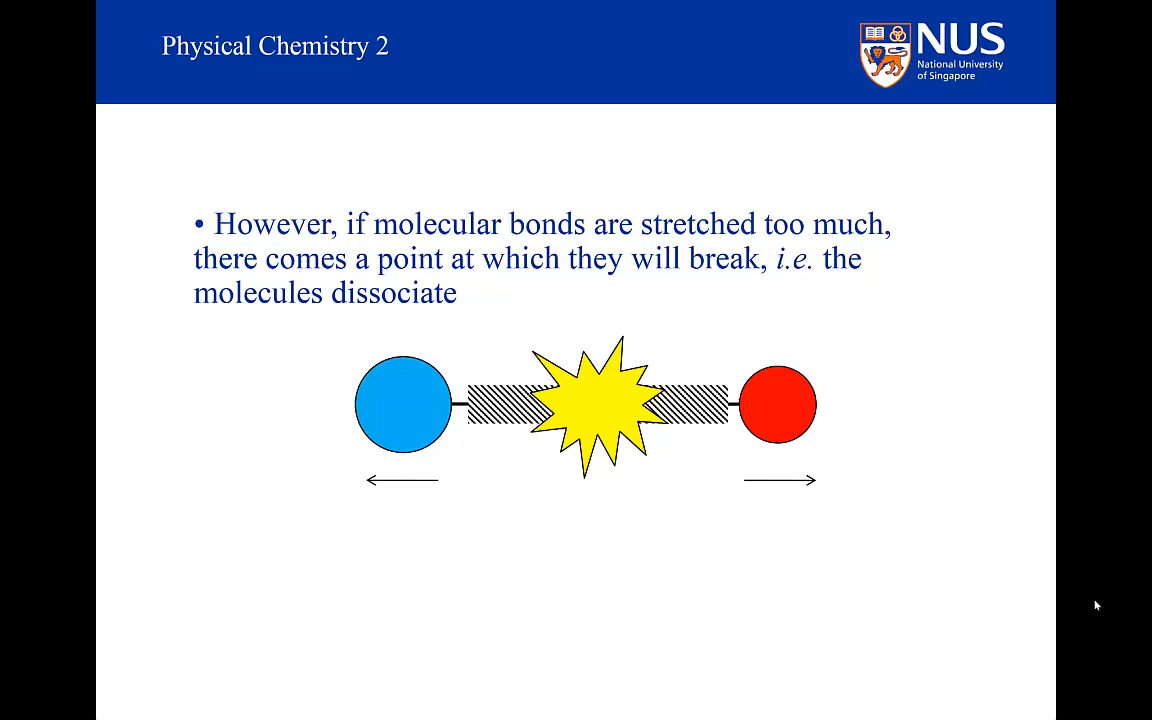 Physical Chemistry 2
NUS
National University
of Singapore
• However, if molecular bonds are stretched too much,
there comes a point at which they will break, i.e. the
molecules dissociate